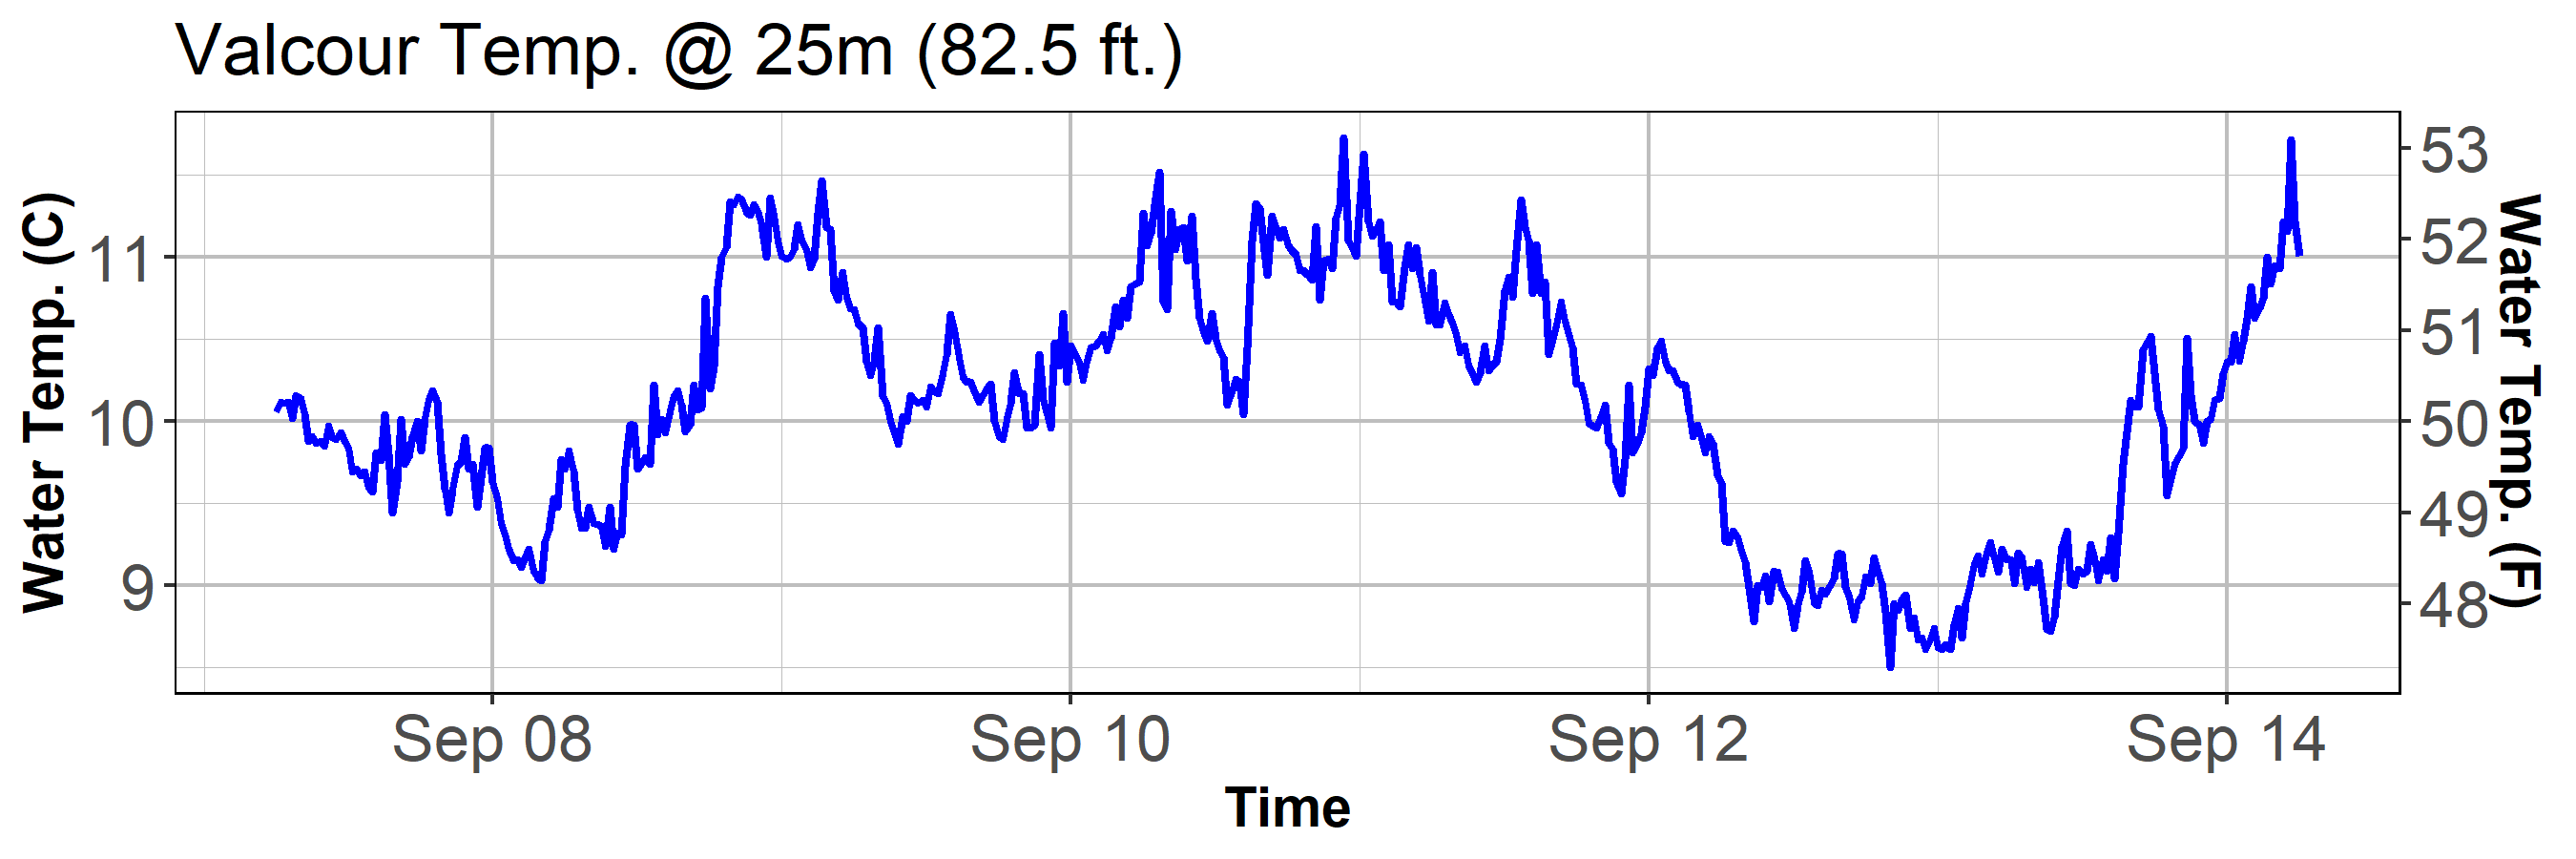 Valcour Temp. @ 25m (82.5 ft.)
Water Temp. (C)
11
10
9
53
52
51
50
49
48
Water Temp. (F)
Sep 08 Sep 10 Sep 12 Sep 14
Time